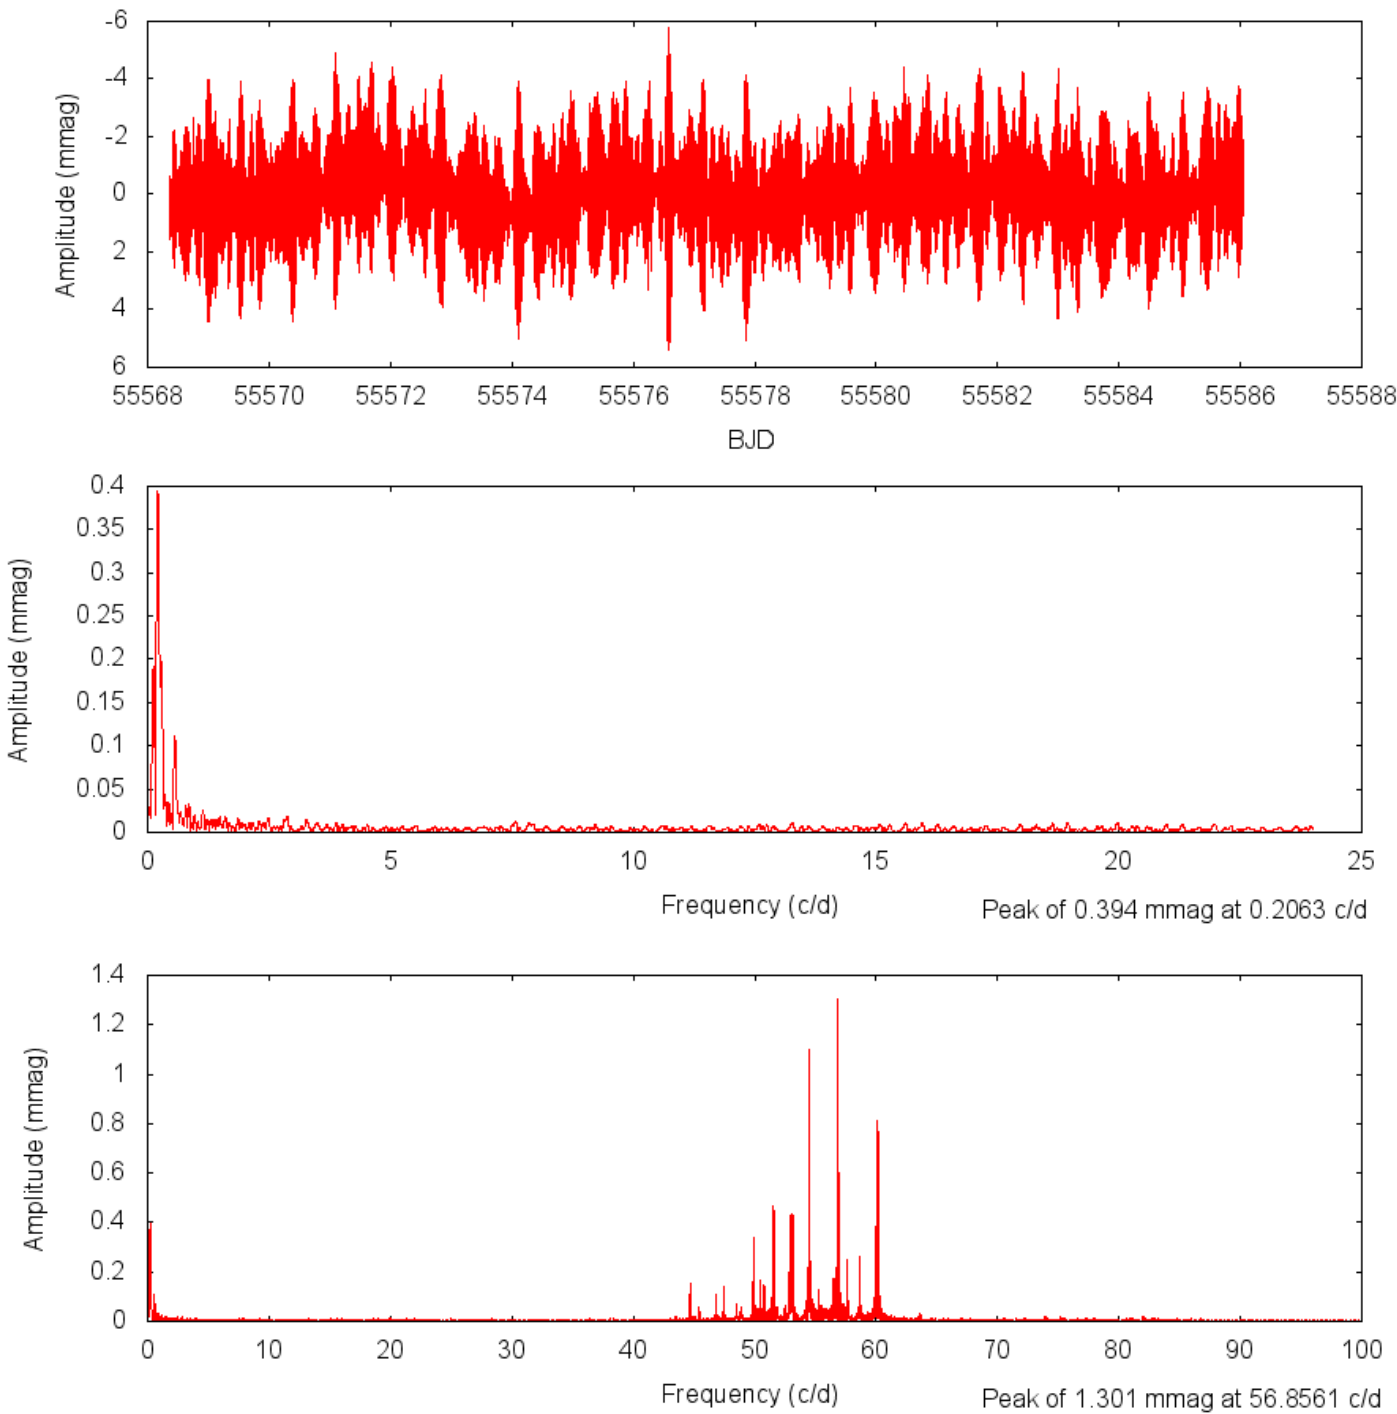 Amplitude (mmag)
-6
-4
-2
0
2
4
6
55568 55570 55572 55574 55576 55578 55580 55582 55584 55586 55588
BJD
Amplitude (mmag)
0.4
0.35
0.3
0.25
0.2
0.15
0.1
0.05
0
0 5 10 15 20 25
Frequency (c/d) Peak of 0.394 mmag at 0.2063 c/d
Amplitude (mmag)
1.4
1.2
1
0.8
0.6
0.4
0.2
0
0 10 20 30 40 50 60 70 80 90 100
Frequency (c/d) Peak of 1.301 mmag at 56.8561 c/d